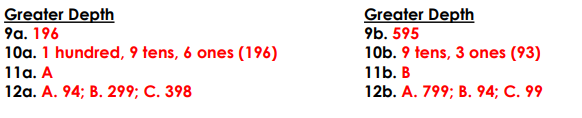 Greater Depth
9a. 196
10a. 1 hundred, 9 tens, 6 ones (196)
11a. A
12a. A. 94; B. 299; C. 398
Greater Depth
9b. 595
10b. 9 tens, 3 ones (93)
11b. B
12b. A. 799; B. 94; C. 99